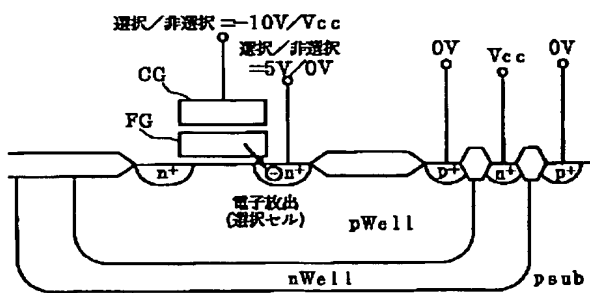 選択／非選択＝－10V/Vcc
選択／非選択
＝5V/0V
0V
Vcc
0V
CG
FG
n+
n+
p+
n+
p+
電子放出
(選択セル)
pWell
nWell
psub